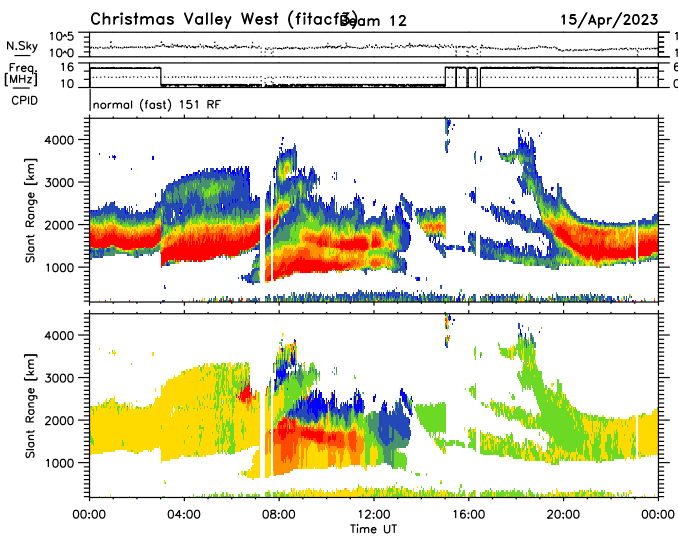 Christmas Valley West (fitacf3) Beam 12 15/Apr/2023
N.Sky 10^5 10^0
Freq. [MHz] 16 10
CPID normal (fast) 151 RF
Slant Range [km] 4000 3000 2000 1000
Slant Range [km] 4000 3000 2000 1000
00:00 04:00 08:00 12:00 16:00 20:00 00:00
Time UT